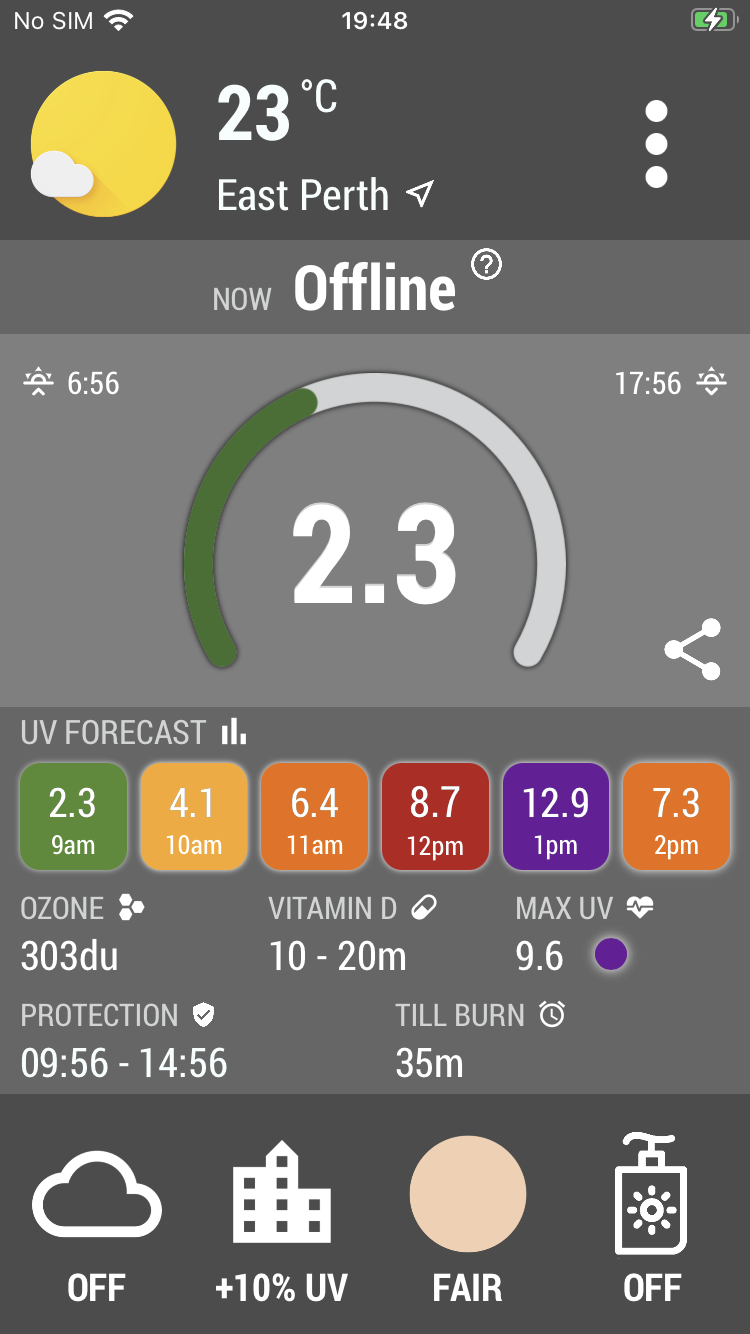 No SIM 19:48
23 °C
East Perth
NOW Offline ?
6:56 17:56
2.3
UV FORECAST
2.3 4.1 6.4 8.7 12.9 7.3
9am 10am 11am 12pm 1pm 2pm
OZONE VITAMIN D MAX UV
303du 10 - 20m 9.6
PROTECTION TILL BURN
09:56 - 14:56 35m
OFF +10% UV FAIR OFF